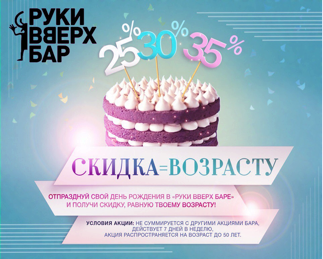 РУКИ
ВВЕРХ
БАР
25% 30% 35%
СКИДКА=ВОЗРАСТУ
ОТПРАЗДНУЙ СВОЙ ДЕНЬ РОЖДЕНИЯ В «РУКИ ВВЕРХ БАРЕ»
И ПОЛУЧИ СКИДКУ, РАВНУЮ ТВОЕМУ ВОЗРАСТУ!
УСЛОВИЯ АКЦИИ: НЕ СУММИРУЕТСЯ С ДРУГИМИ АКЦИЯМИ БАРА,
ДЕЙСТВУЕТ 7 ДНЕЙ В НЕДЕЛЮ,
АКЦИЯ РАСПРОСТРАНЯЕТСЯ НА ВОЗРАСТ ДО 50 ЛЕТ.